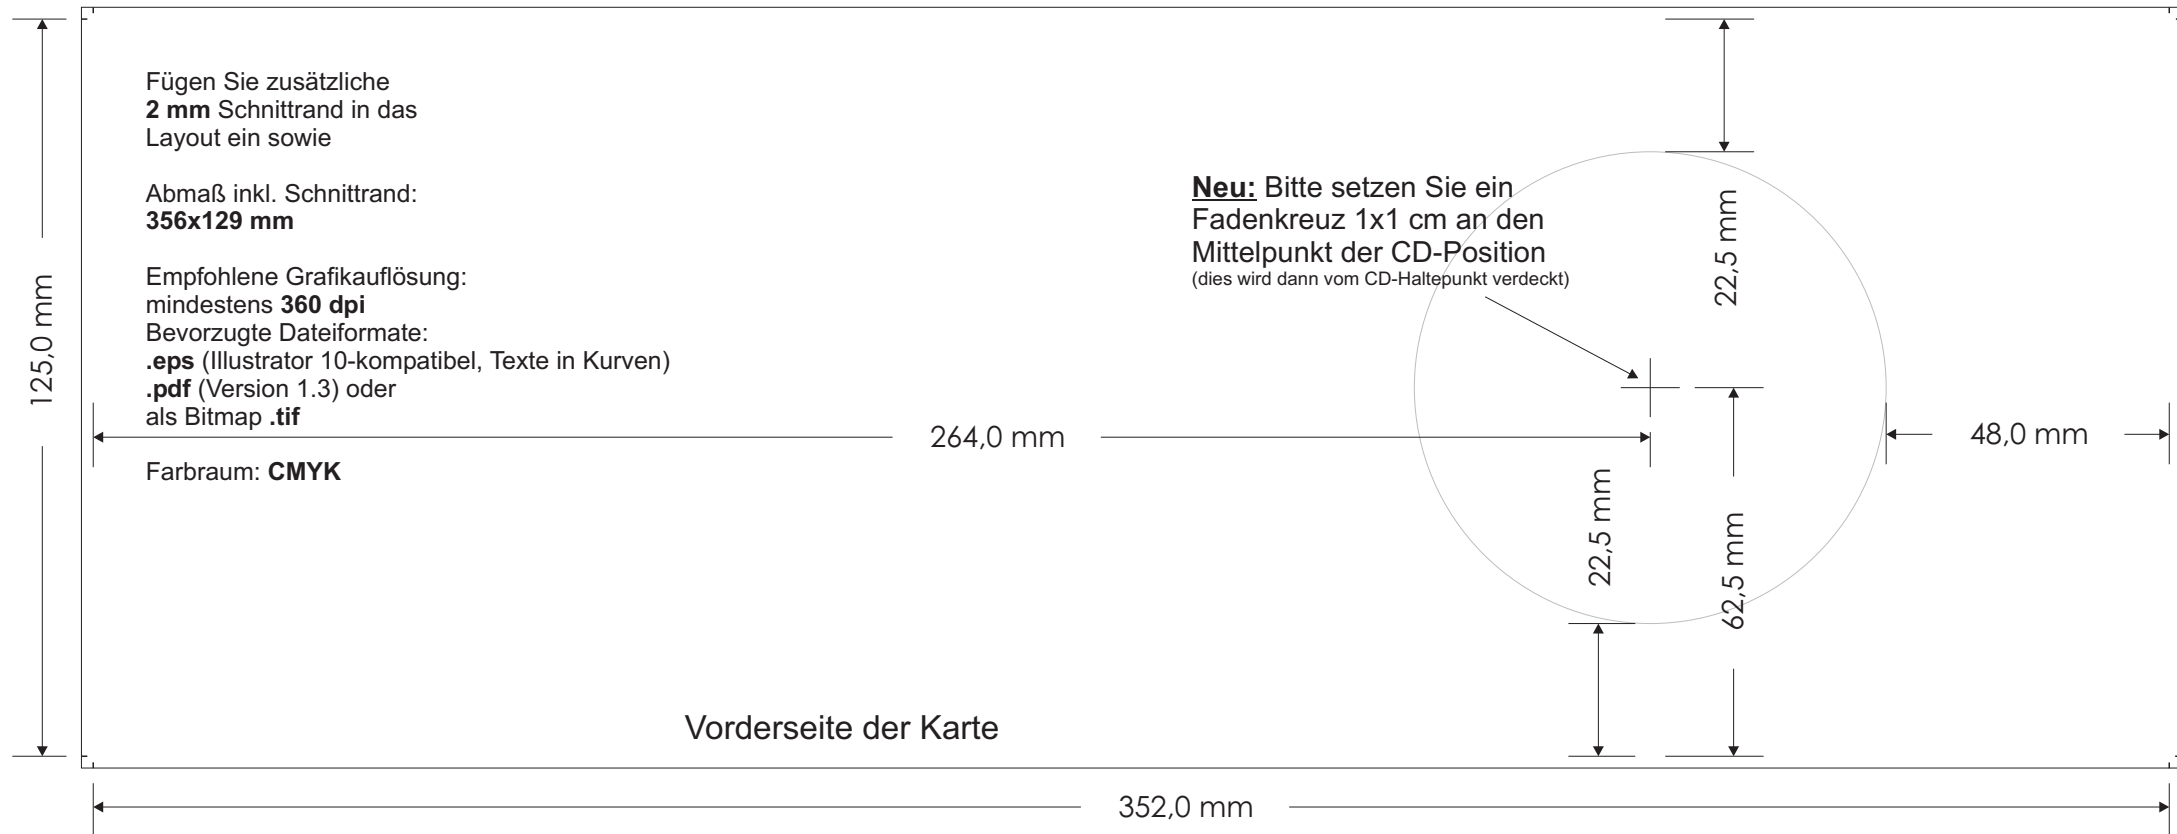 Fügen Sie zusätzliche
2 mm Schnittrand in das
Layout ein sowie
Abmaß inkl. Schnittrand:
356x129 mm
Empfohlene Grafikauflösung:
mindestens 360 dpi
Bevorzugte Dateiformate:
.eps (Illustrator 10-kompatibel, Texte in Kurven)
.pdf (Version 1.3) oder
als Bitmap .tif
Farbraum: CMYK
125,0 mm
Neu: Bitte setzen Sie ein
Fadenkreuz 1x1 cm an den
Mittelpunkt der CD-Position
(dies wird dann vom CD-Haltepunkt verdeckt)
22,5 mm
264,0 mm
48,0 mm
22,5 mm
62,5 mm
Vorderseite der Karte
352,0 mm